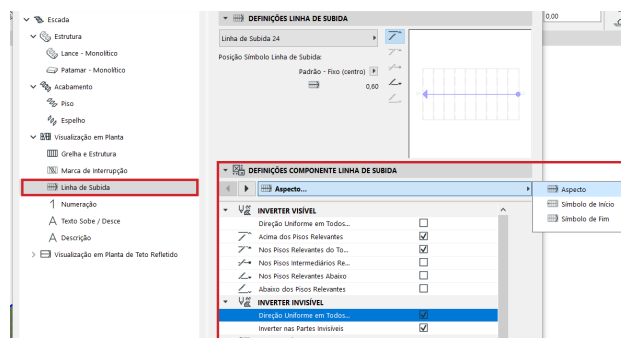 Escada
Estrutura
Lance - Monolítico
Patamar - Monolítico
Acabamento
Piso
Espelho
Visualização em Planta
Grelha e Estrutura
Marca de Interrupção
Linha de Subida
Numeração
Texto Sobe / Desce
Descrição
Visualização em Planta de Teto Refletido
DEFINIÇÕES LINHA DE SUBIDA
Linha de Subida 24
Posição Símbolo Linha de Subida:
Padrão - Fixo (centro)
0,60
DEFINIÇÕES COMPONENTE LINHA DE SUBIDA
Aspecto...
INVERTER VISÍVEL
Direção Uniforme em Todos...
Acima dos Pisos Relevantes
Nos Pisos Relevantes do To...
Nos Pisos Intermediários Re...
Nos Pisos Relevantes Abaixo
Abaixo dos Pisos Relevantes
INVERTER INVISÍVEL
Direção Uniforme em Todos...
Inverter nas Partes Invisíveis
0,00
Aspecto
Símbolo de Início
Símbolo de Fim